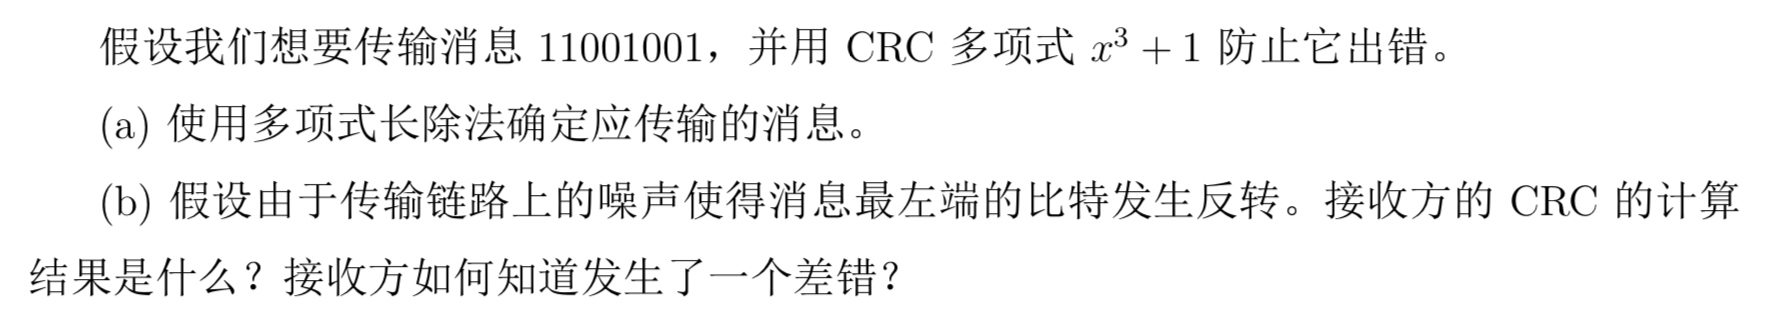 假设我们想要传输消息 11001001，并用 CRC 多项式 x³ + 1 防止它出错。
(a) 使用多项式长除法确定应传输的消息。
(b) 假设由于传输链路上的噪声使得消息最左端的比特发生反转。接收方的 CRC 的计算
结果是什么？接收方如何知道发生了一个差错？